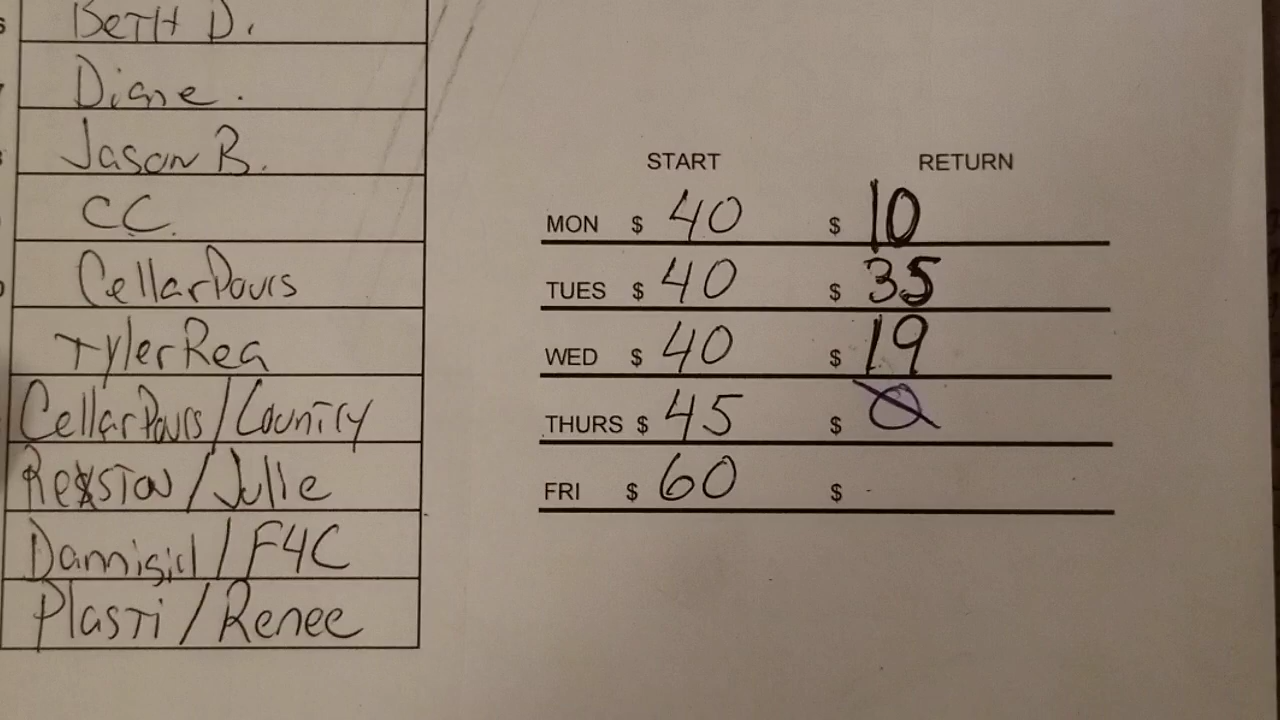 BETH D.
Diane.
Jason B.
CC.
CellarPours
TylerRea
CellarPours/Country
/Julie
/F4C
Plasti/Renee
START RETURN
MON $ 40 $ 10
TUES $ 40 $ 35
WED $ 40 $ 19
THURS $ 45 $ 0
FRI $ 60 $ -